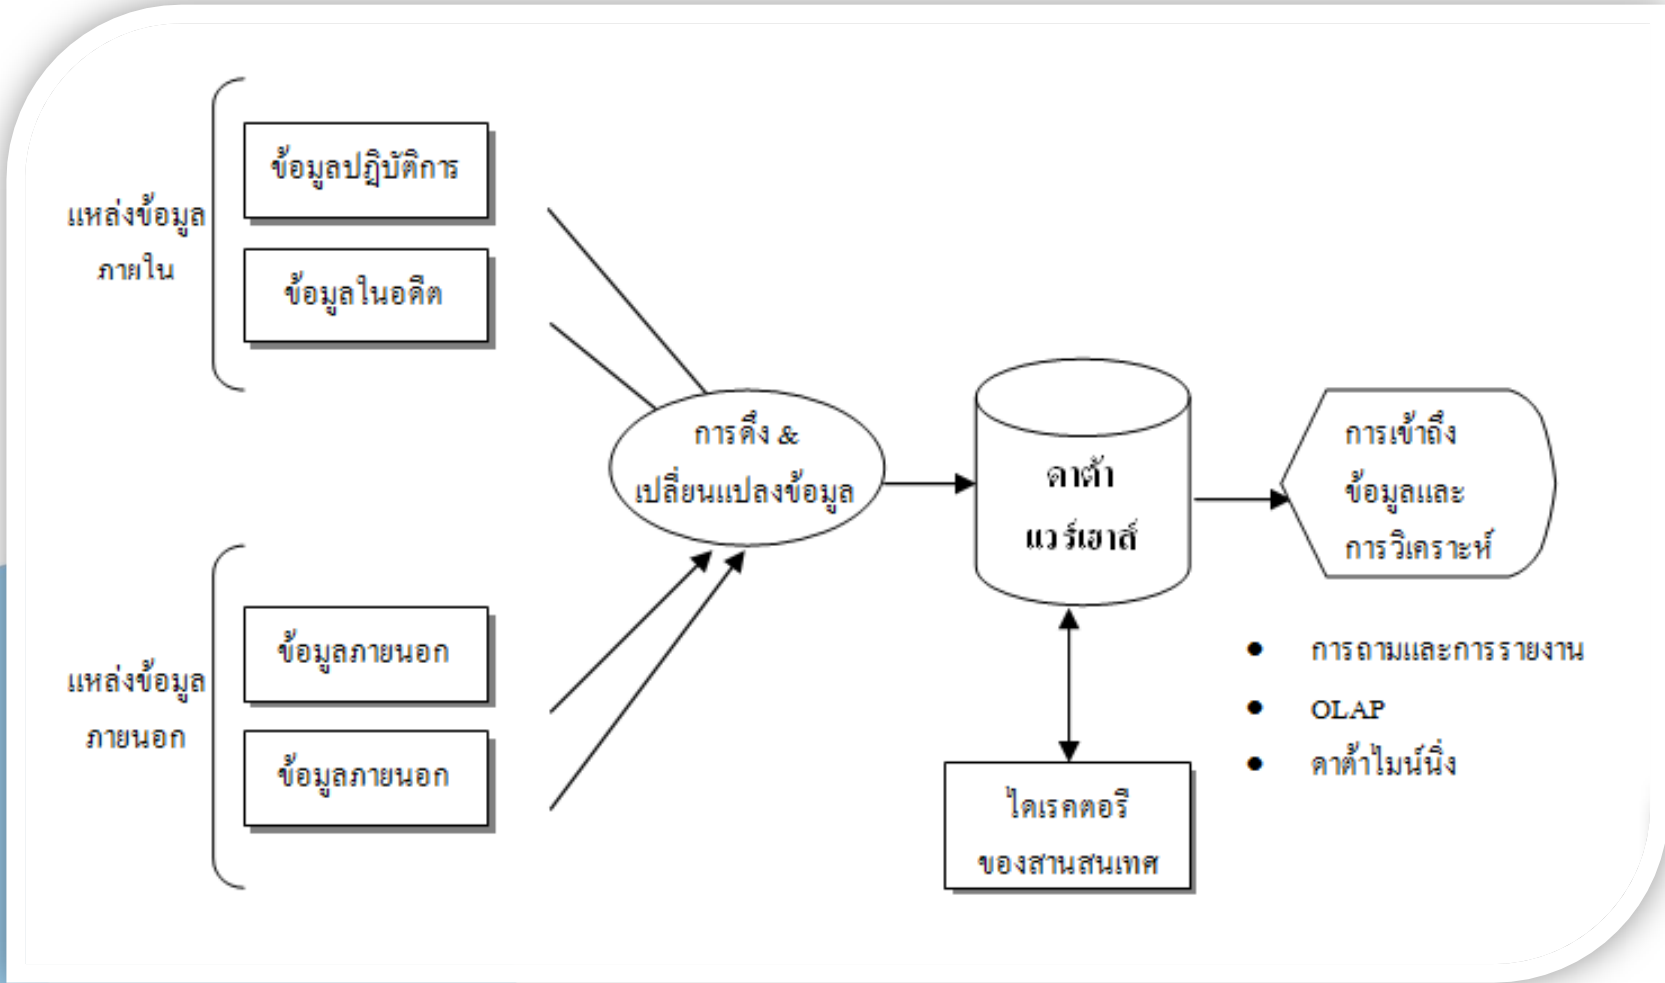 แหล่งข้อมูล
ภายใน
ข้อมูลปฏิบัติการ
ข้อมูลในอดีต
แหล่งข้อมูล
ภายนอก
ข้อมูลภายนอก
ข้อมูลภายนอก
การดึง &
เปลี่ยนแปลงข้อมูล
ดาต้า
แวร์เฮาส์
ไดเรคตอรี
ของสานสนเทศ
การเข้าถึง
ข้อมูลและ
การวิเคราะห์
● การถามและการรายงาน
● OLAP
● ดาต้าไมน์นิ่ง